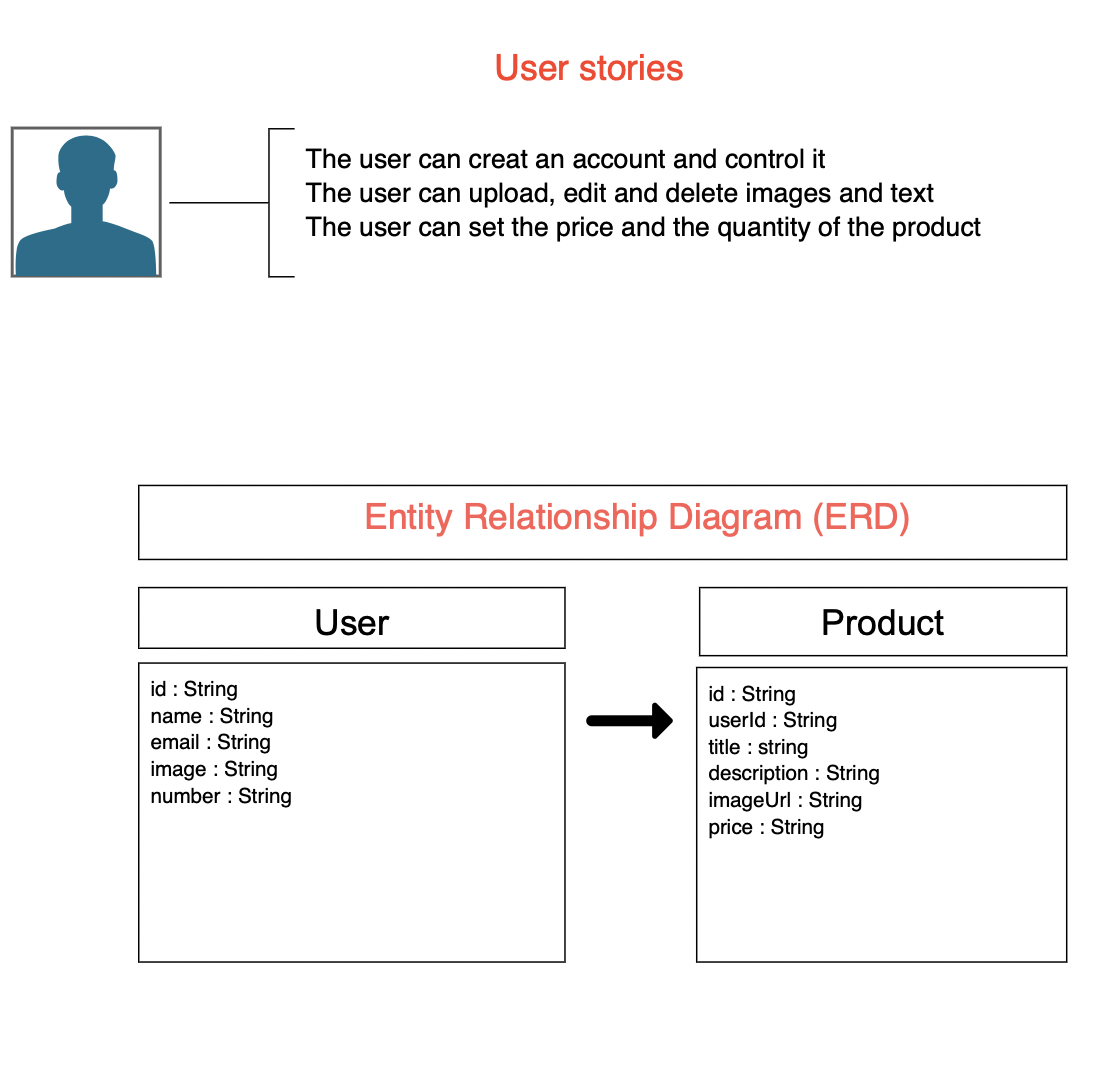 User stories
The user can creat an account and control it
The user can upload, edit and delete images and text
The user can set the price and the quantity of the product
Entity Relationship Diagram (ERD)
User
id : String
name : String
email : String
image : String
number : String
Product
id : String
userId : String
title : string
description : String
imageUrl : String
price : String